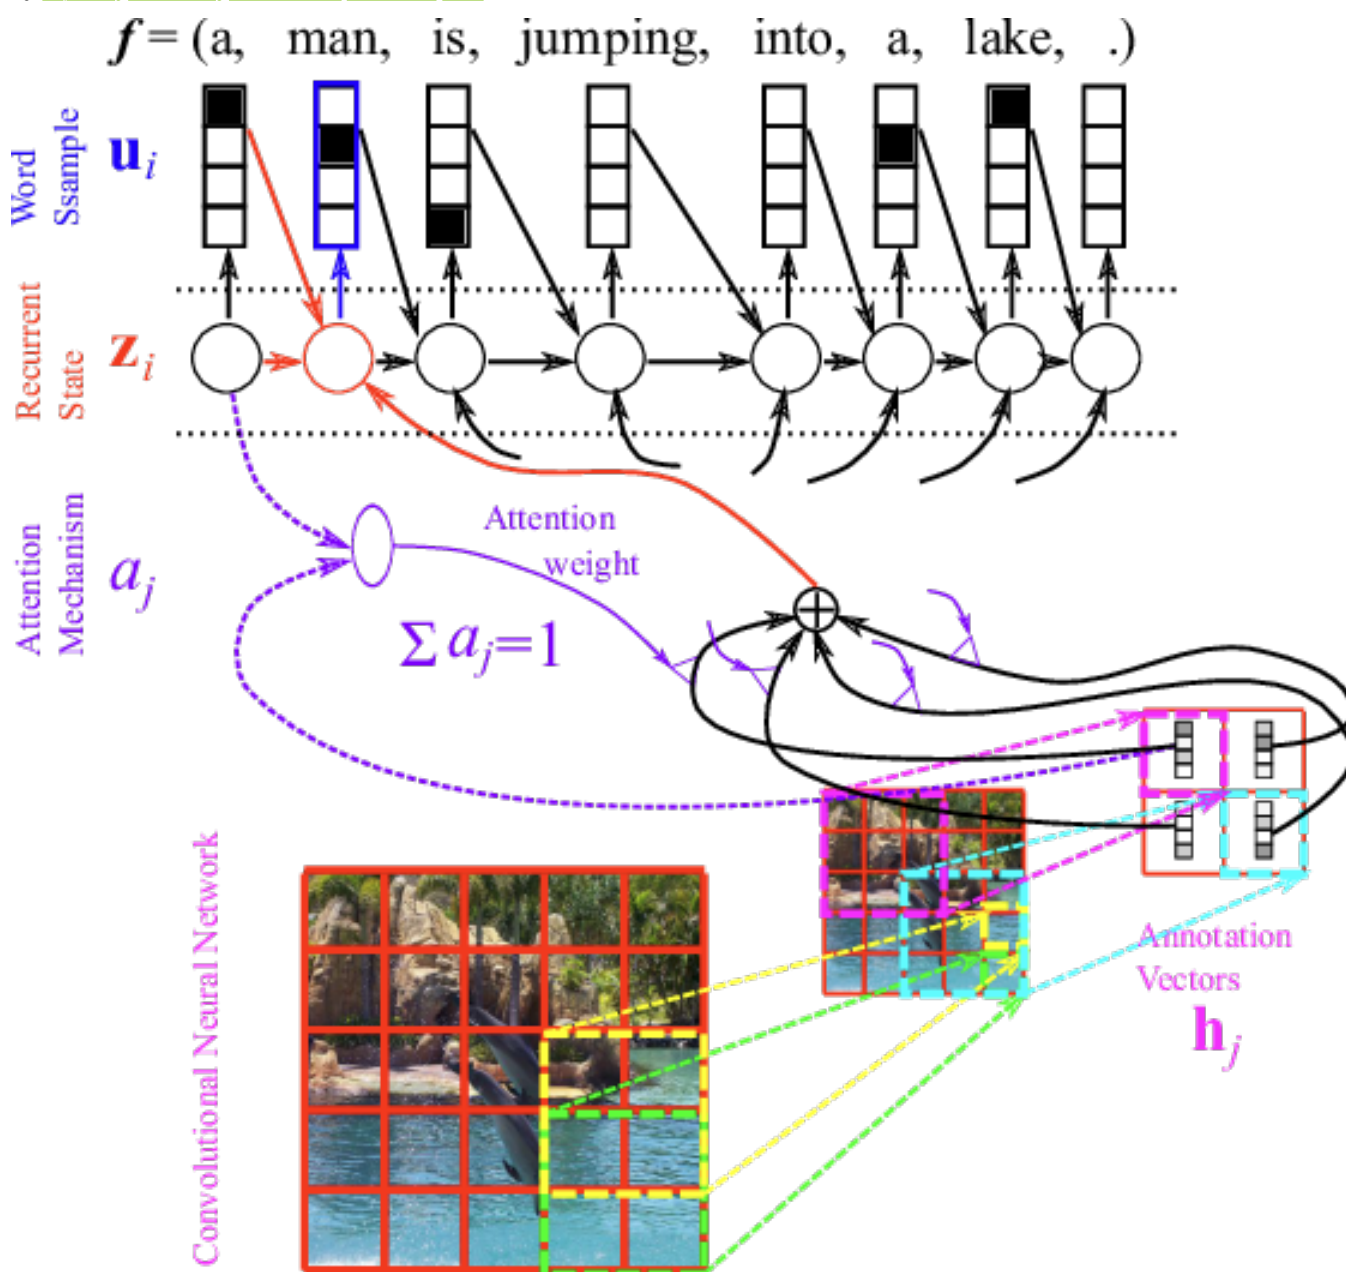 f = (a, man, is, jumping, into, a, lake, .)
Word Ssample
u_i
Recurrent State
z_i
Attention Mechanism
a_j
Attention weight
Σ a_j=1
Convolutional Neural Network
Annotation Vectors
h_j